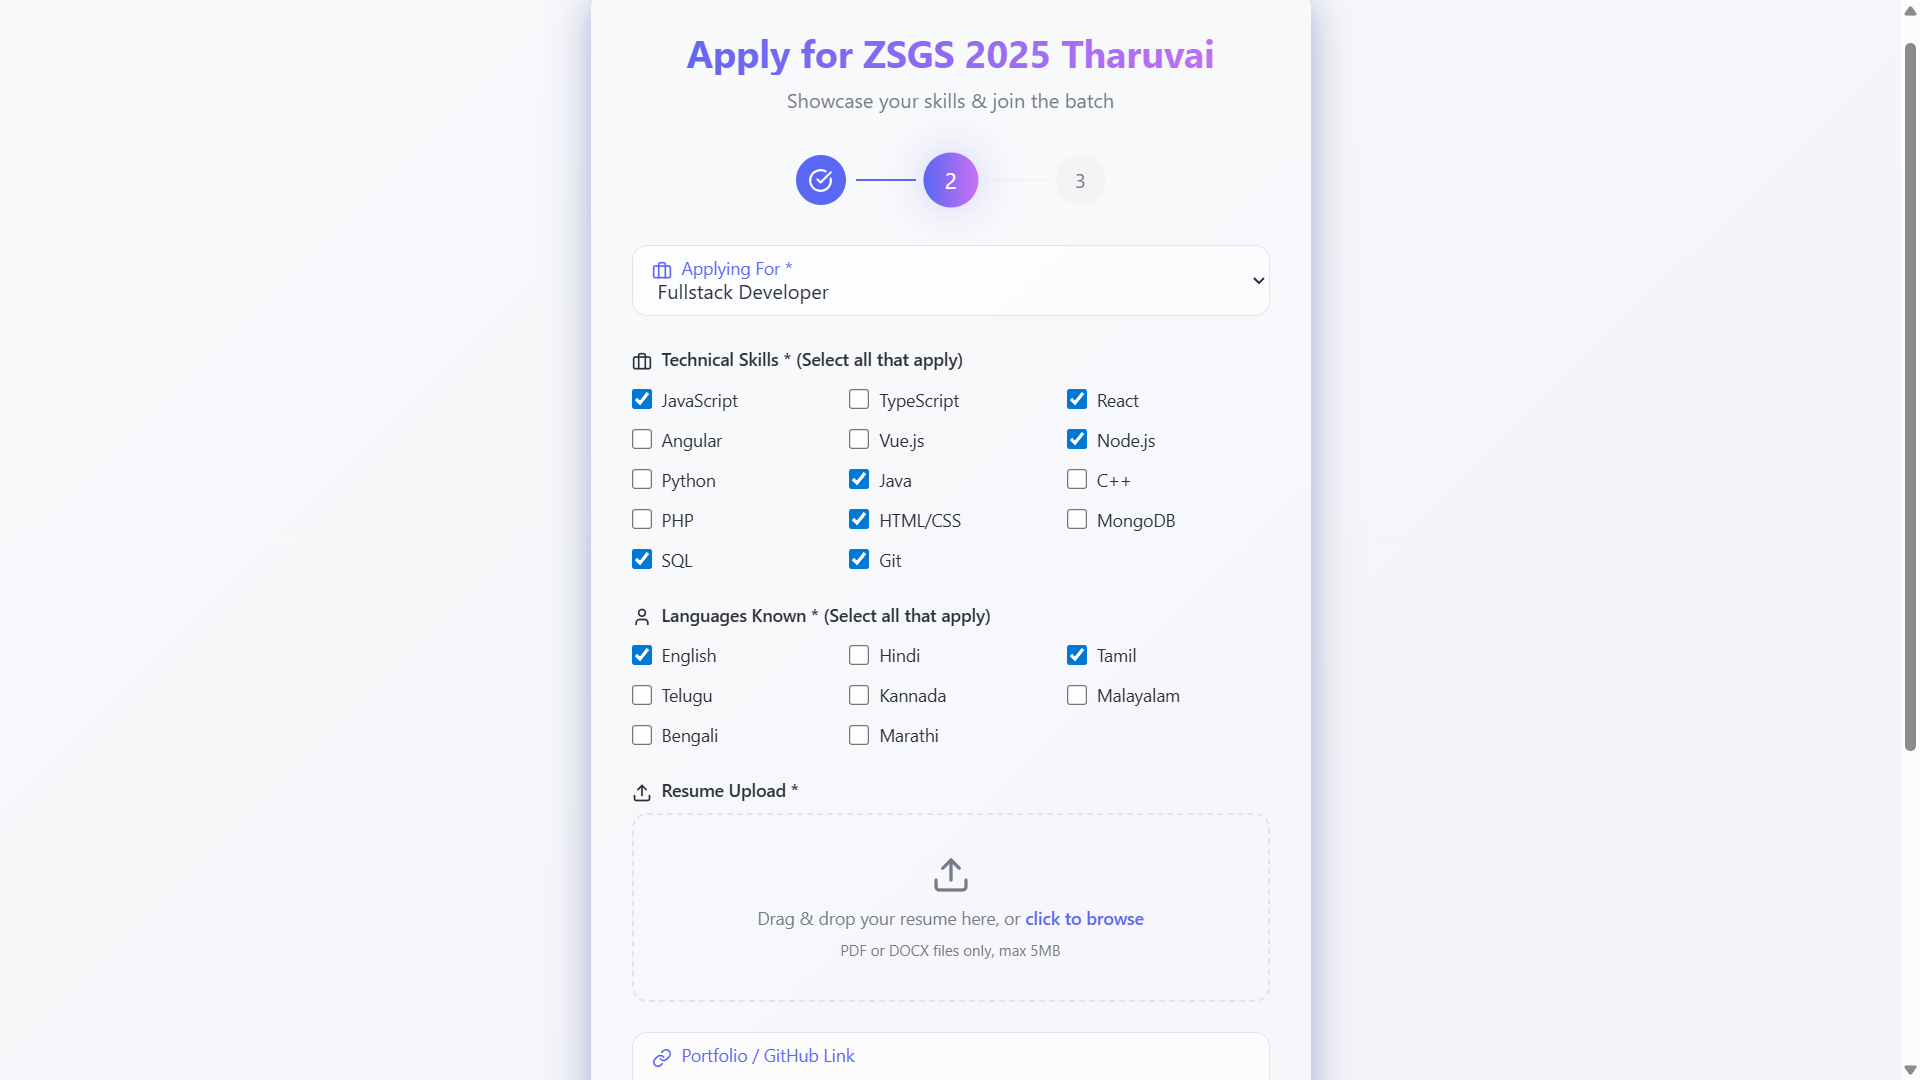 Apply for ZSGS 2025 Tharuvai
Showcase your skills & join the batch
2
3
Applying For *
Fullstack Developer
Technical Skills * (Select all that apply)
JavaScript TypeScript React
Angular Vue.js Node.js
Python Java C++
PHP HTML/CSS MongoDB
SQL Git
Languages Known * (Select all that apply)
English Hindi Tamil
Telugu Kannada Malayalam
Bengali Marathi
Resume Upload *
Drag & drop your resume here, or click to browse
PDF or DOCX files only, max 5MB
Portfolio / GitHub Link